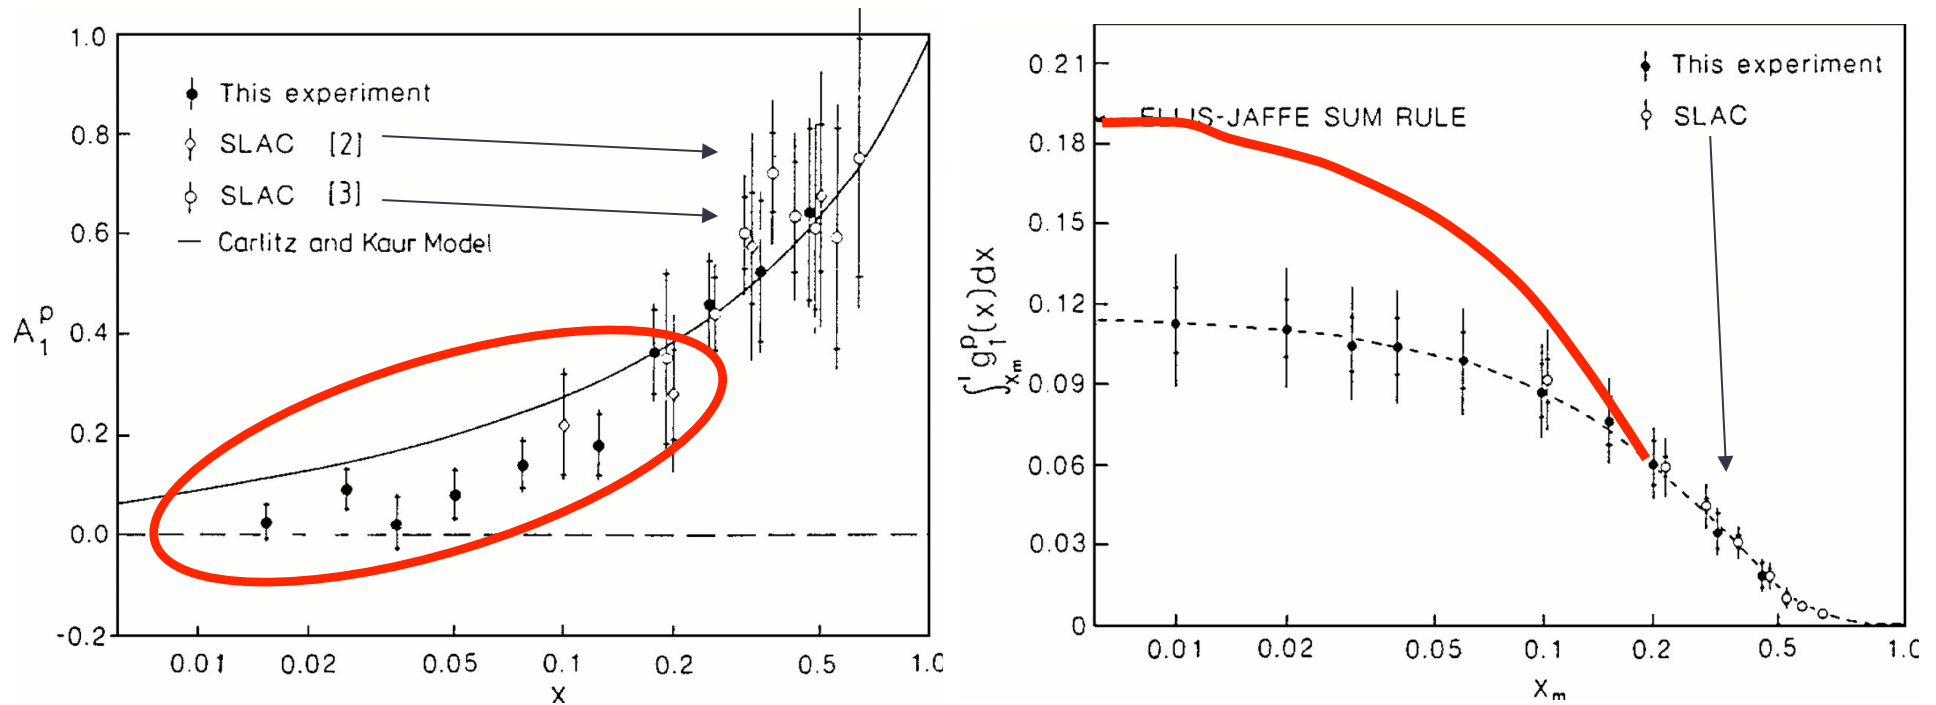 1.0
0.8
0.6
0.4
0.2
0.0
-0.2
A₁ᵖ
This experiment
SLAC [2]
SLAC [3]
— Carlitz and Kaur Model
0.01 0.02 0.05 0.1 0.2 0.5 1.0
X
0.21
0.18
0.15
0.12
0.09
0.06
0.03
0
∫¹ₓₘ g₁ᵖ(x)dx
ELLIS-JAFFE SUM RULE
This experiment
SLAC
0.01 0.02 0.05 0.1 0.2 0.5 1.0
Xₘ